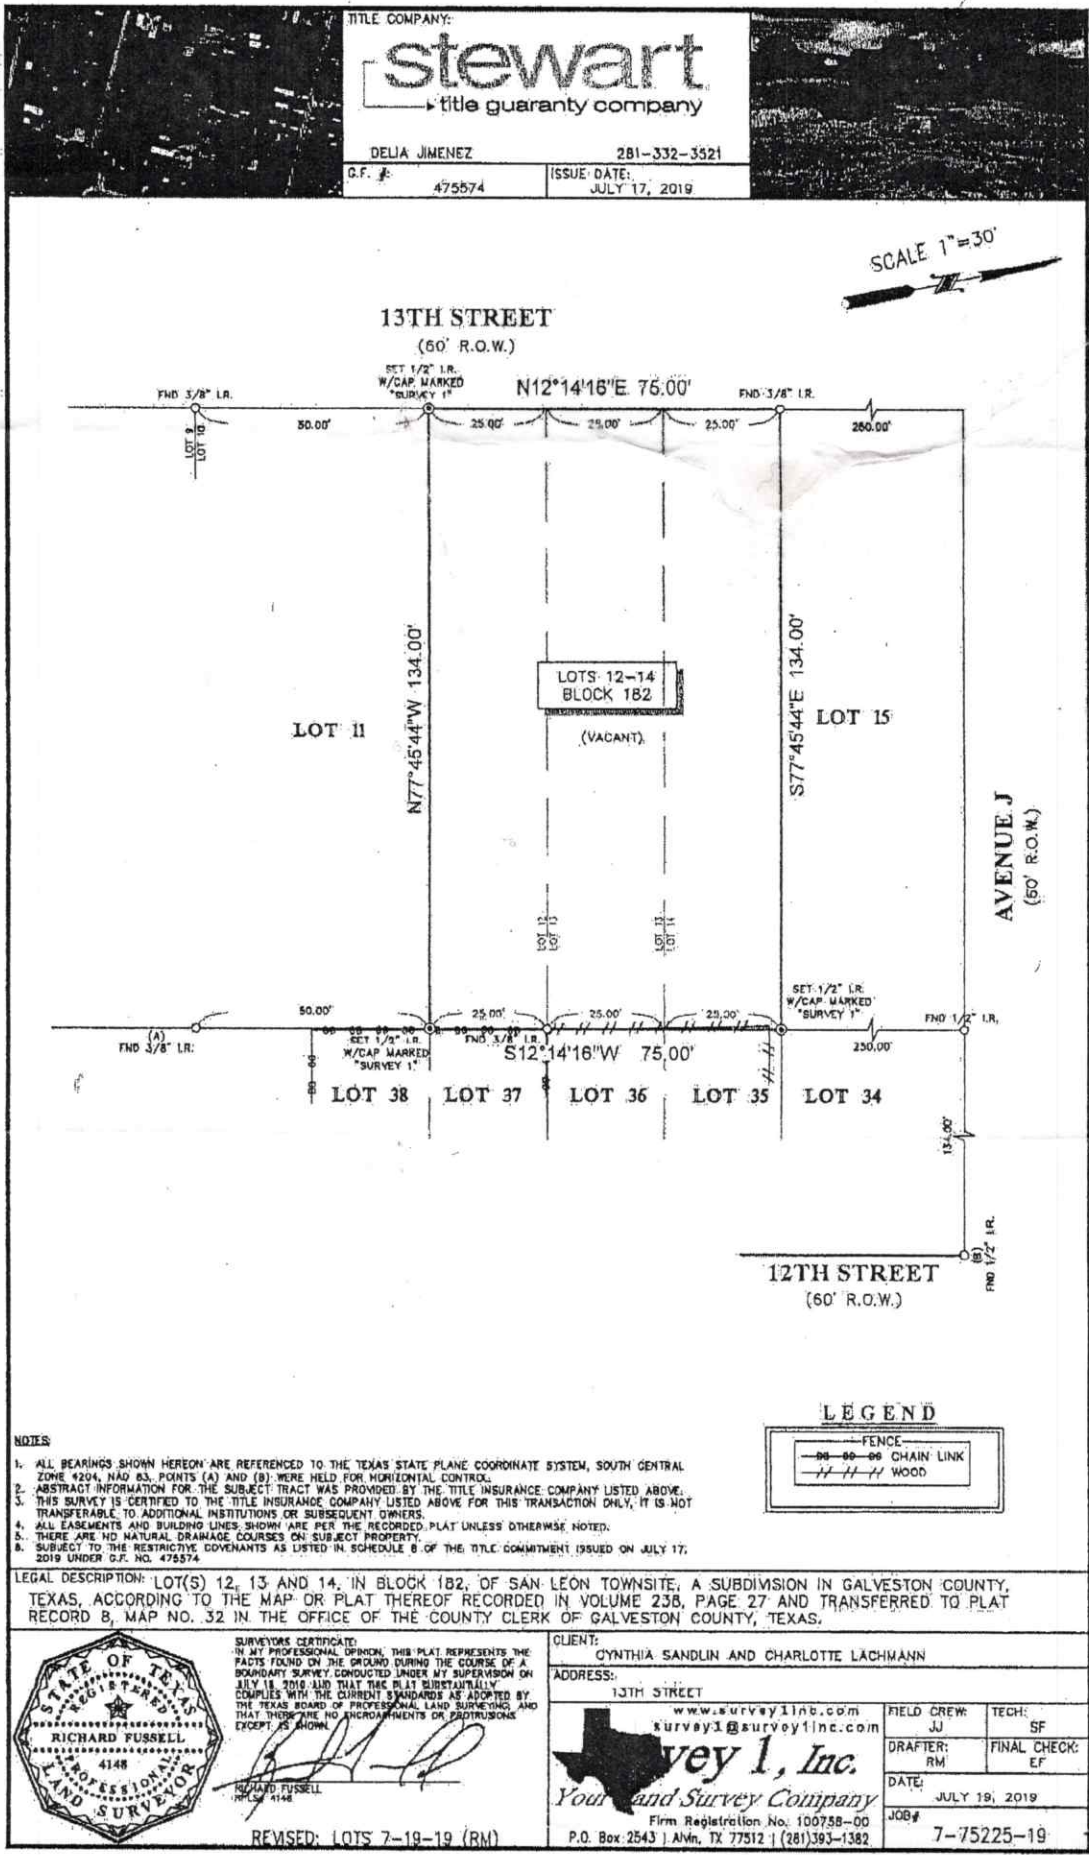 TITLE COMPANY:
stewart
title guaranty company
DELIA JIMENEZ 281-332-3521
G.F. #: 475574
ISSUE DATE: JULY 17, 2019
SCALE 1"=30'
13TH STREET
(60' R.O.W.)
SET 1/2" I.R.
W/CAP MARKED
"SURVEY 1"
N12°14'16"E 75.00'
FND 3/8" I.R.
FND 3/8" I.R.
50.00'
25.00'
25.00'
25.00'
260.00'
LOT 9
LOT 10
N77°45'44"W 134.00'
S77°45'44"E 134.00'
LOTS 12-14
BLOCK 182
(VACANT)
LOT 11
LOT 15
AVENUE J
(60' R.O.W.)
LOT 12
LOT 13
LOT 13
LOT 14
SET 1/2" I.R.
W/CAP MARKED
"SURVEY 1"
50.00'
25.00'
25.00'
25.00'
(A)
FND 3/8" I.R.
SET 1/2" I.R.
W/CAP MARKED
"SURVEY 1"
FND 3/8" I.R.
S12°14'16"W 75.00'
FND 1/2" I.R.
250.00'
LOT 38 LOT 37 LOT 36 LOT 35 LOT 34
134.00'
(B)
FND 1/2" I.R.
12TH STREET
(60' R.O.W.)
LEGEND
FENCE
CHAIN LINK
WOOD
NOTES:
1. ALL BEARINGS SHOWN HEREON ARE REFERENCED TO THE TEXAS STATE PLANE COORDINATE SYSTEM, SOUTH CENTRAL
ZONE 4204, NAD 83. POINTS (A) AND (B) WERE HELD FOR HORIZONTAL CONTROL.
2. ABSTRACT INFORMATION FOR THE SUBJECT TRACT WAS PROVIDED BY THE TITLE INSURANCE COMPANY LISTED ABOVE.
3. THIS SURVEY IS CERTIFIED TO THE TITLE INSURANCE COMPANY LISTED ABOVE FOR THIS TRANSACTION ONLY, IT IS NOT
TRANSFERABLE TO ADDITIONAL INSTITUTIONS OR SUBSEQUENT OWNERS.
4. ALL EASEMENTS AND BUILDING LINES SHOWN ARE PER THE RECORDED PLAT UNLESS OTHERWISE NOTED.
5. THERE ARE NO NATURAL DRAINAGE COURSES ON SUBJECT PROPERTY.
6. SUBJECT TO THE RESTRICTIVE COVENANTS AS LISTED IN SCHEDULE B OF THE TITLE COMMITMENT ISSUED ON JULY 17,
2019 UNDER G.F. NO. 475574
LEGAL DESCRIPTION: LOT(S) 12, 13 AND 14, IN BLOCK 182, OF SAN LEON TOWNSITE, A SUBDIVISION IN GALVESTON COUNTY,
TEXAS, ACCORDING TO THE MAP OR PLAT THEREOF RECORDED IN VOLUME 238, PAGE 27 AND TRANSFERRED TO PLAT
RECORD 8, MAP NO. 32 IN THE OFFICE OF THE COUNTY CLERK OF GALVESTON COUNTY, TEXAS.
STATE OF TEXAS
REGISTERED
RICHARD FUSSELL
4148
PROFESSIONAL
LAND SURVEYOR
SURVEYORS CERTIFICATE:
IN MY PROFESSIONAL OPINION, THIS PLAT REPRESENTS THE
FACTS FOUND ON THE GROUND DURING THE COURSE OF A
BOUNDARY SURVEY CONDUCTED UNDER MY SUPERVISION ON
JULY 18, 2019 AND THAT THIS PLAT SUBSTANTIALLY
COMPLIES WITH THE CURRENT STANDARDS AS ADOPTED BY
THE TEXAS BOARD OF PROFESSIONAL LAND SURVEYING, AND
THAT THERE ARE NO ENCROACHMENTS OR PROTRUSIONS
EXCEPT AS SHOWN.
RICHARD FUSSELL
RPLS# 4148
REVISED: LOTS 7-19-19 (RM)
CLIENT:
CYNTHIA SANDLIN AND CHARLOTTE LACHMANN
ADDRESS:
13TH STREET
www.survey1inc.com
survey1@survey1inc.com
vey 1, Inc.
Your Land Survey Company
Firm Registration No. 100758-00
P.O. Box 2543 | Alvin, TX 77512 | (281)393-1382
FIELD CREW: JJ
TECH: SF
DRAFTER: RM
FINAL CHECK: EF
DATE: JULY 19, 2019
JOB# 7-75225-19